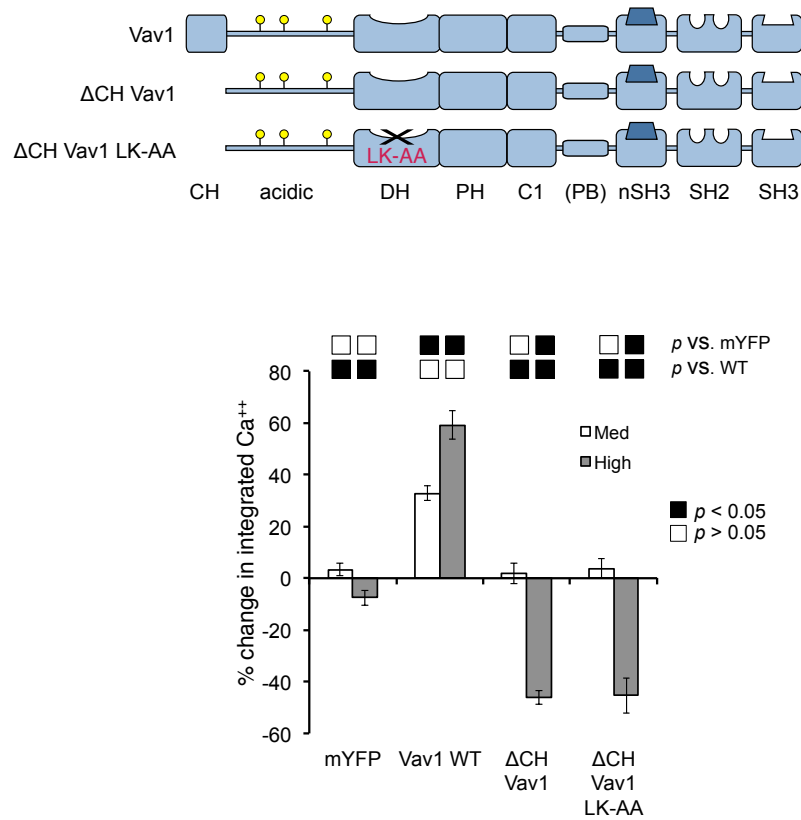 Vav1
ΔCH Vav1
ΔCH Vav1 LK-AA
LK-AA
CH acidic DH PH C1 (PB) nSH3 SH2 SH3
p vs. mYFP
p vs. WT
% change in integrated Ca++
80
60
40
20
0
-20
-40
-60
Med
High
p < 0.05
p > 0.05
mYFP Vav1 WT ΔCH ΔCH
Vav1 Vav1
LK-AA